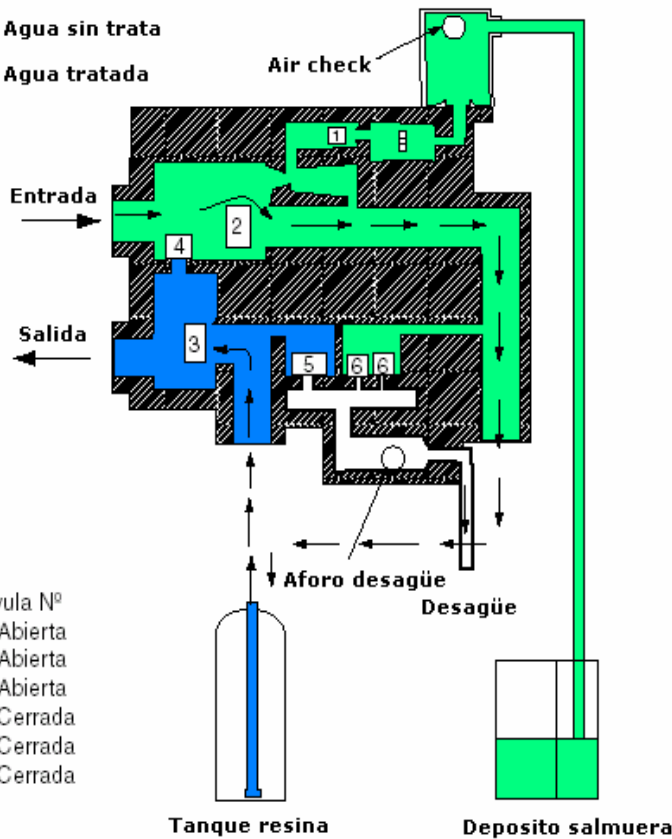 Agua sin trata
Agua tratada
Air check
1
Entrada
2
4
Salida
3
5
6 6
Aforo desagüe
Desagüe
Nº
Abierta
Abierta
Abierta
Cerrada
Cerrada
Cerrada
Tanque resina
Deposito salmuera